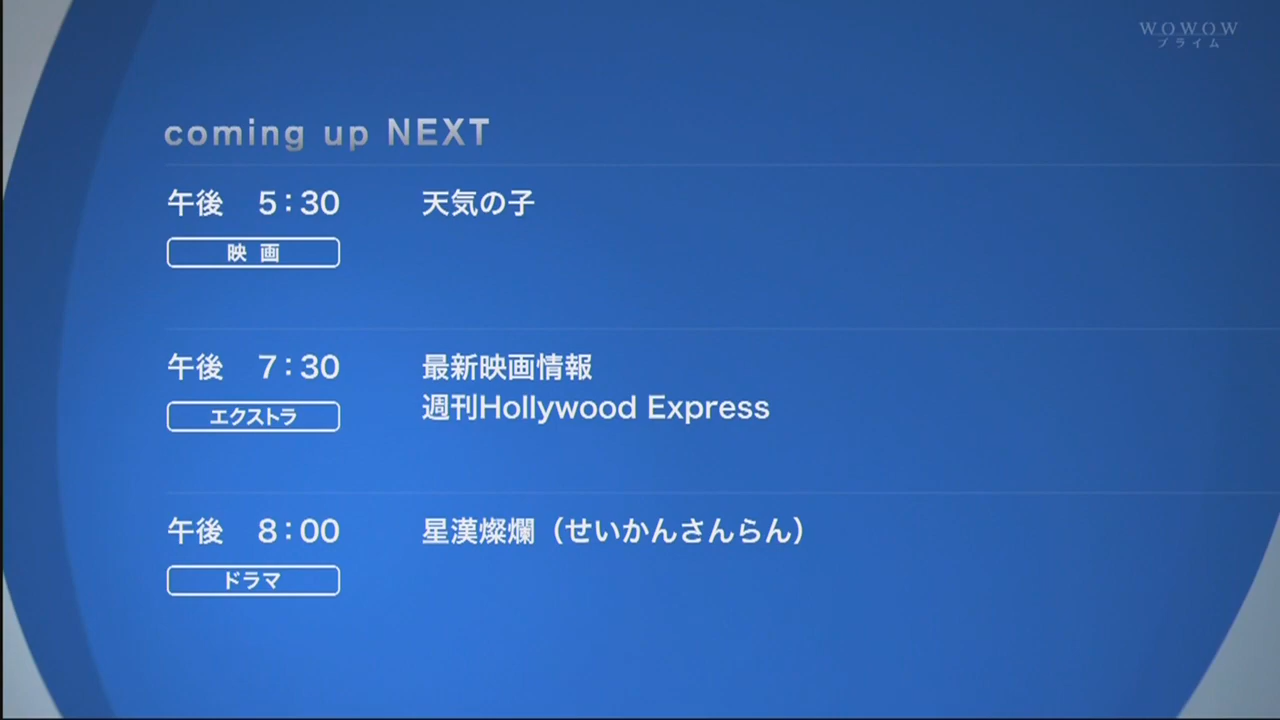 WOWOW
プライム
coming up NEXT
午後 5:30 天気の子
映画
午後 7:30 最新映画情報
週刊Hollywood Express
エクストラ
午後 8:00 星漢燦爛（せいかんさんらん）
ドラマ